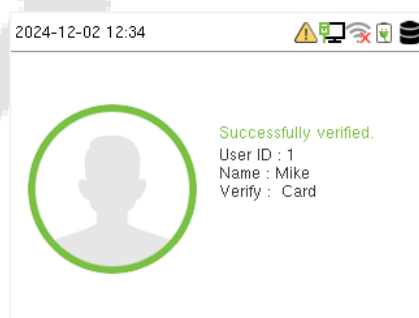 2024-12-02 12:34
Successfully verified.
User ID : 1
Name : Mike
Verify : Card